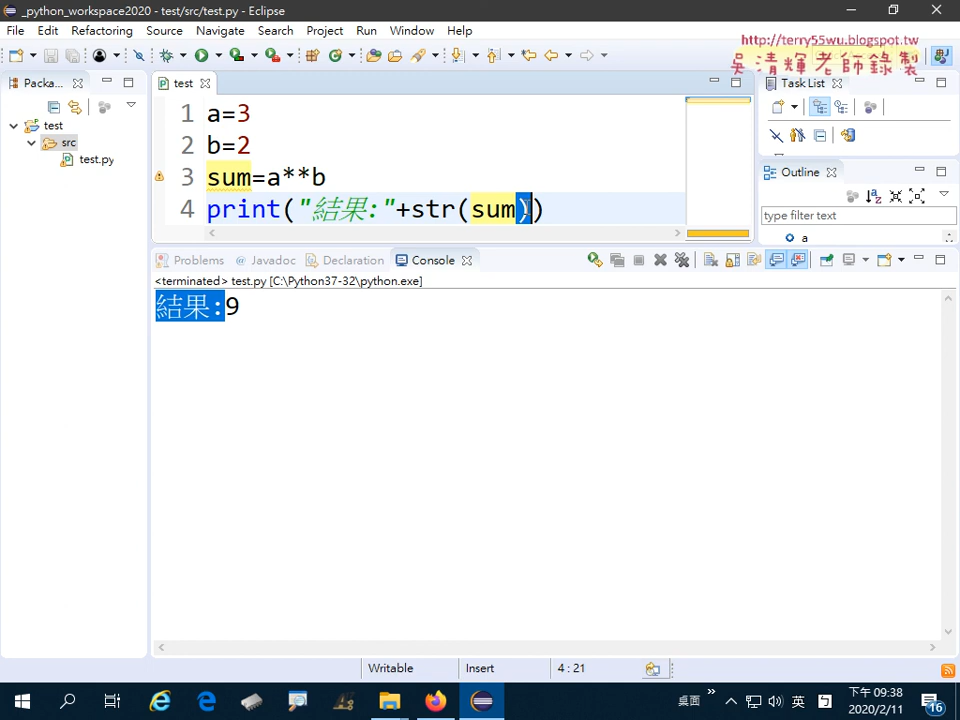 _python_workspace2020 - test/src/test.py - Eclipse
File Edit Refactoring Source Navigate Search Project Run Window Help
http://terry55wu.blogspot.tw
吳清輝老師錄製
Packa...
test
src
test.py
test
1 a=3
2 b=2
3 sum=a**b
4 print("結果:"+str(sum))
Task List
Outline
type filter text
a
Problems Javadoc Declaration Console
<terminated> test.py [C:\Python37-32\python.exe]
結果:9
Writable Insert 4 : 21
桌面 英 下午 09:38
2020/2/11
16